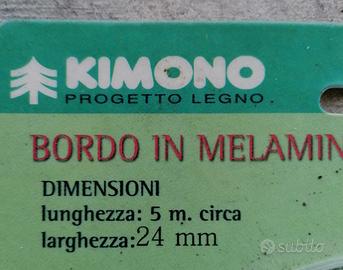 KIMONO
PROGETTO LEGNO.
BORDO IN MELAMIN
DIMENSIONI
lunghezza: 5 m. circa
larghezza: 24 mm
subito